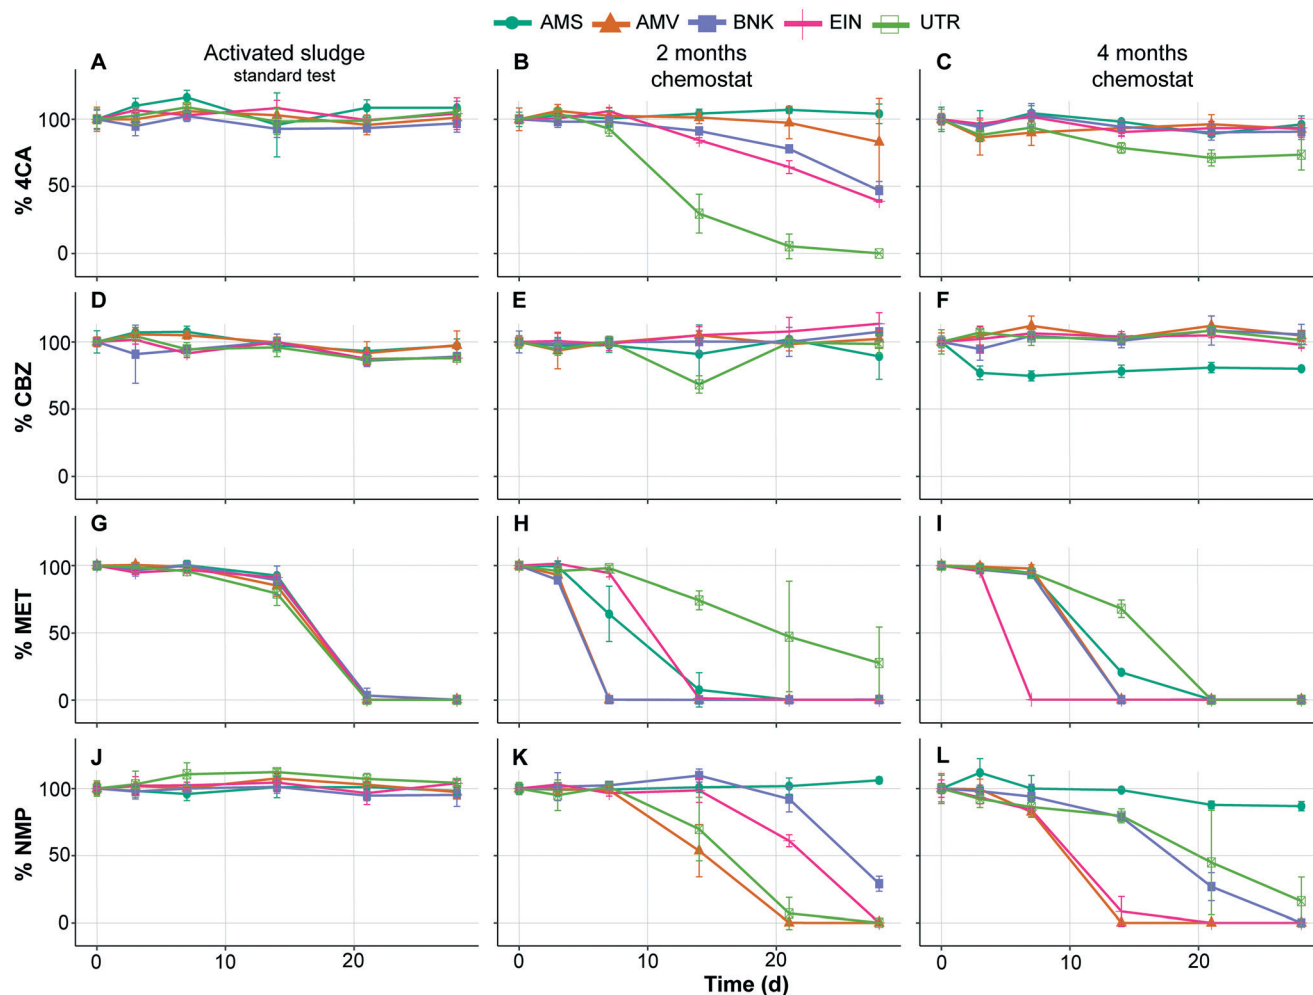 AMS AMV BNK EIN UTR
A Activated sludge
standard test
B 2 months
chemostat
C 4 months
chemostat
% 4CA
100
50
0
D E F
% CBZ
100
50
0
G H I
% MET
100
50
0
J K L
% NMP
100
50
0
0 10 20 0 10 20 0 10 20
Time (d)